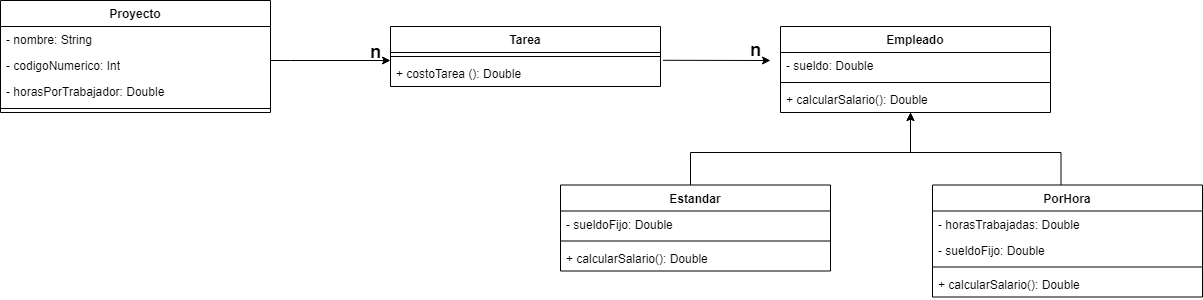 Proyecto
- nombre: String
- codigoNumerico: Int
- horasPorTrabajador: Double
n
Tarea
+ costoTarea (): Double
n
Empleado
- sueldo: Double
+ calcularSalario(): Double
Estandar
- sueldoFijo: Double
+ calcularSalario(): Double
PorHora
- horasTrabajadas: Double
- sueldoFijo: Double
+ calcularSalario(): Double